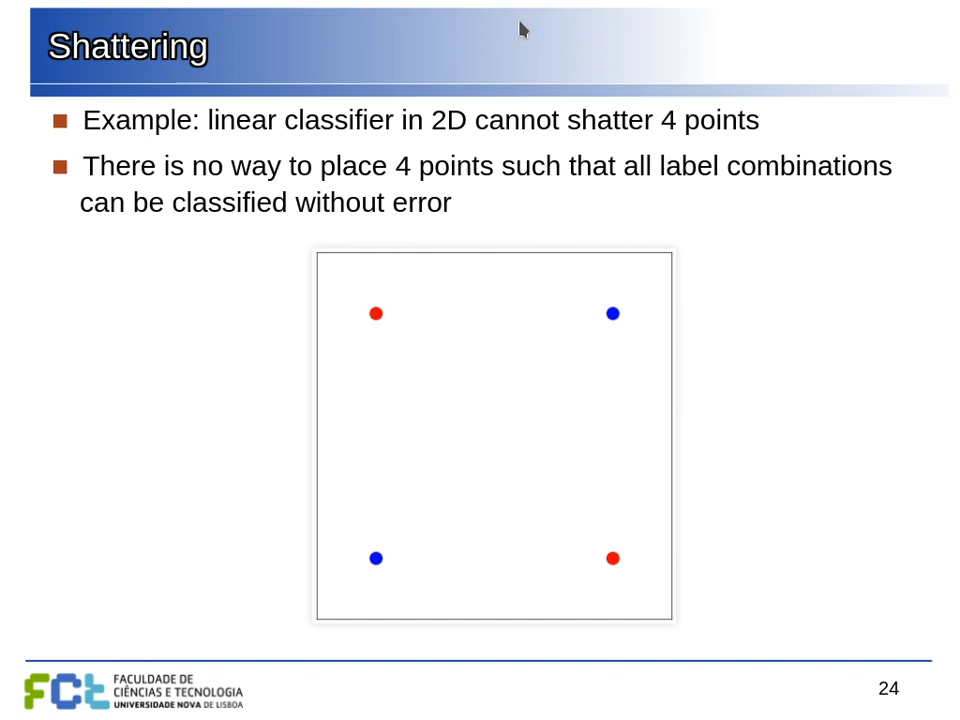 Shattering
Example: linear classifier in 2D cannot shatter 4 points
There is no way to place 4 points such that all label combinations
can be classified without error
FCt
FACULDADE DE
CIÊNCIAS E TECNOLOGIA
UNIVERSIDADE NOVA DE LISBOA
24